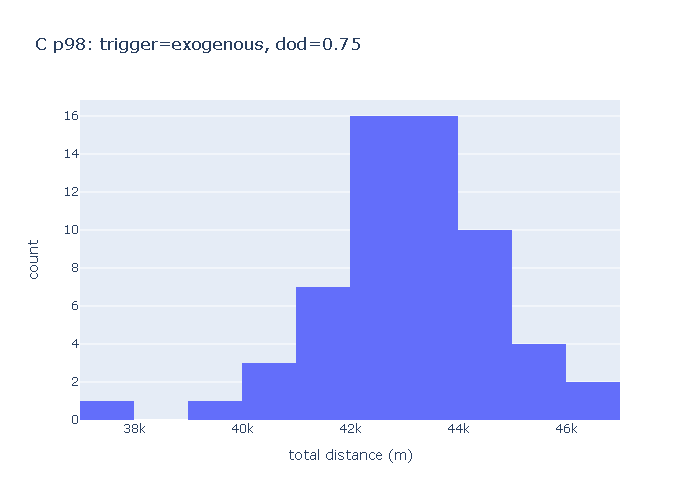 C p98: trigger=exogenous, dod=0.75
16
14
12
10
8
6
4
2
0
count
38k
40k
42k
44k
46k
total distance (m)